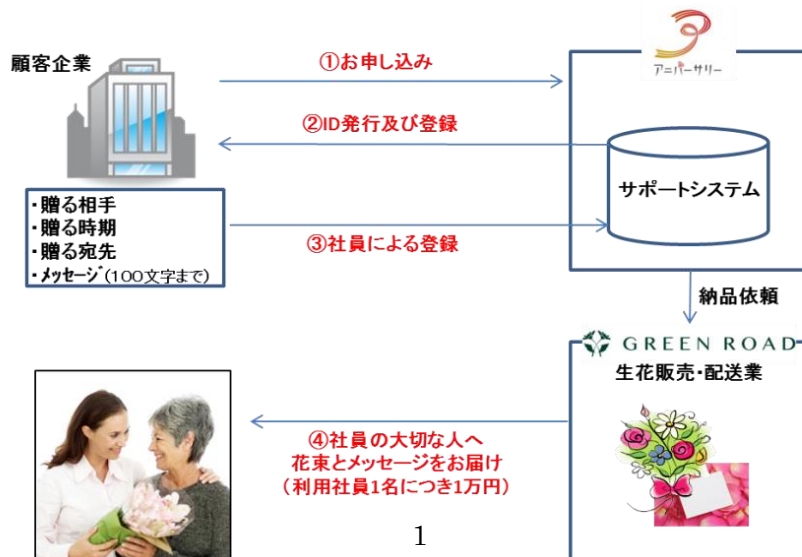 顧客企業
①お申し込み
アニバーサリー
②ID発行及び登録
サポートシステム
・贈る相手
・贈る時期
・贈る宛先
・メッセージ(100文字まで)
③社員による登録
納品依頼
GREEN ROAD
生花販売・配送業
④社員の大切な人へ
花束とメッセージをお届け
(利用社員1名につき1万円)
1